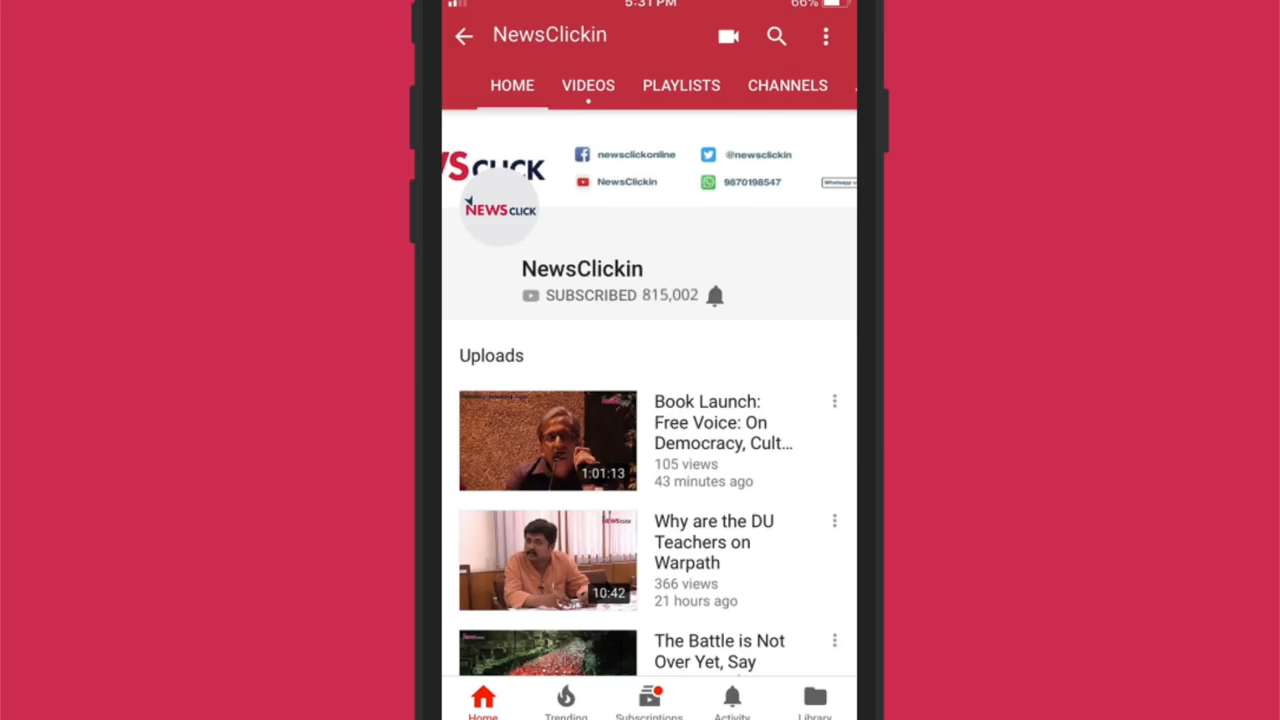 5:31 PM
66%
NewsClickin
HOME VIDEOS PLAYLISTS CHANNELS
S CLICK
newsclickonline
@newsclickin
NewsClickin
9870198547
Whatsapp
NEWS CLICK
NewsClickin
SUBSCRIBED 815,002
Uploads
1:01:13
Book Launch:
Free Voice: On
Democracy, Cult...
105 views
43 minutes ago
NEWSCLICK
10:42
Why are the DU
Teachers on
Warpath
366 views
21 hours ago
The Battle is Not
Over Yet, Say
Home Trending Subscriptions Activity Library